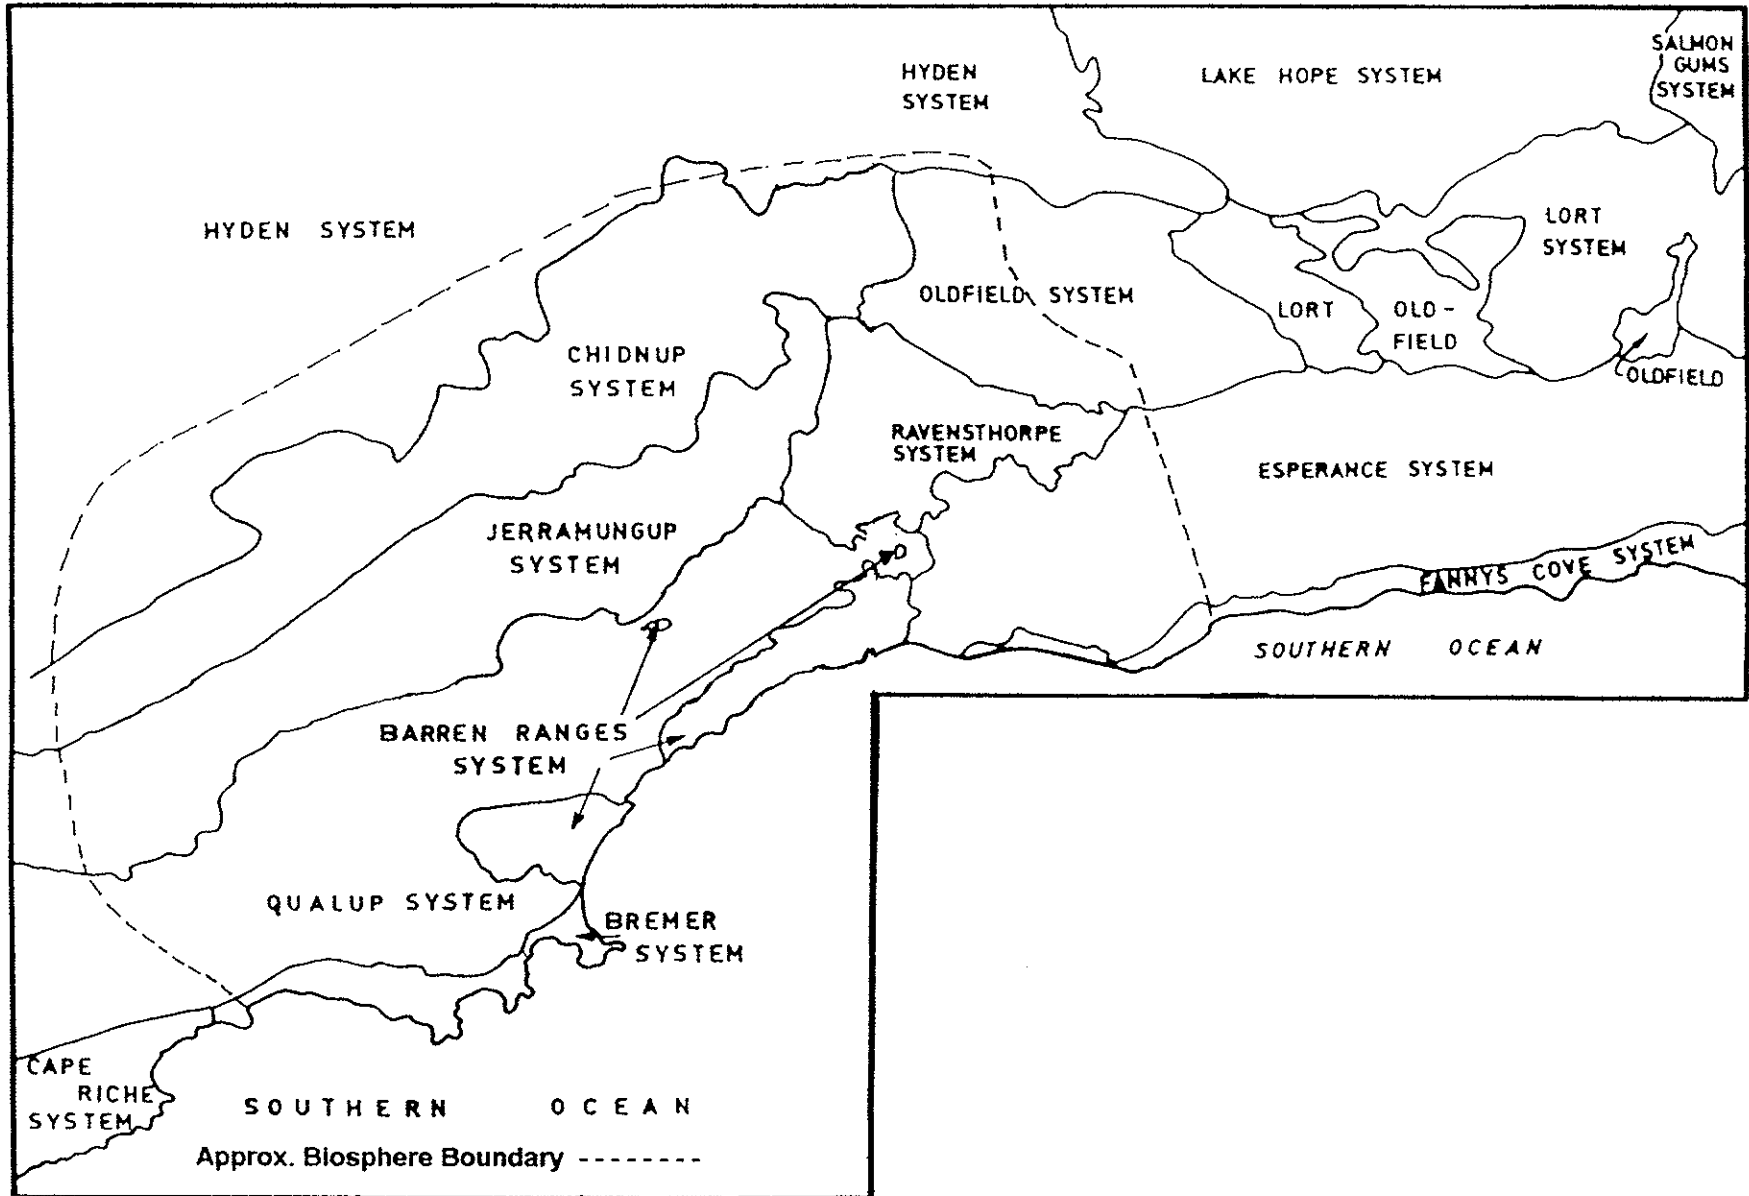 HYDEN
SYSTEM
LAKE HOPE SYSTEM
SALMON
GUMS
SYSTEM
HYDEN SYSTEM
LORT
SYSTEM
OLDFIELD SYSTEM
LORT
OLD-
FIELD
OLDFIELD
CHIDNUP
SYSTEM
RAVENSTHORPE
SYSTEM
ESPERANCE SYSTEM
JERRAMUNGUP
SYSTEM
FANNYS COVE SYSTEM
SOUTHERN OCEAN
BARREN RANGES
SYSTEM
QUALUP SYSTEM
BREMER
SYSTEM
CAPE
RICHE
SYSTEM
SOUTHERN OCEAN
Approx. Biosphere Boundary --------